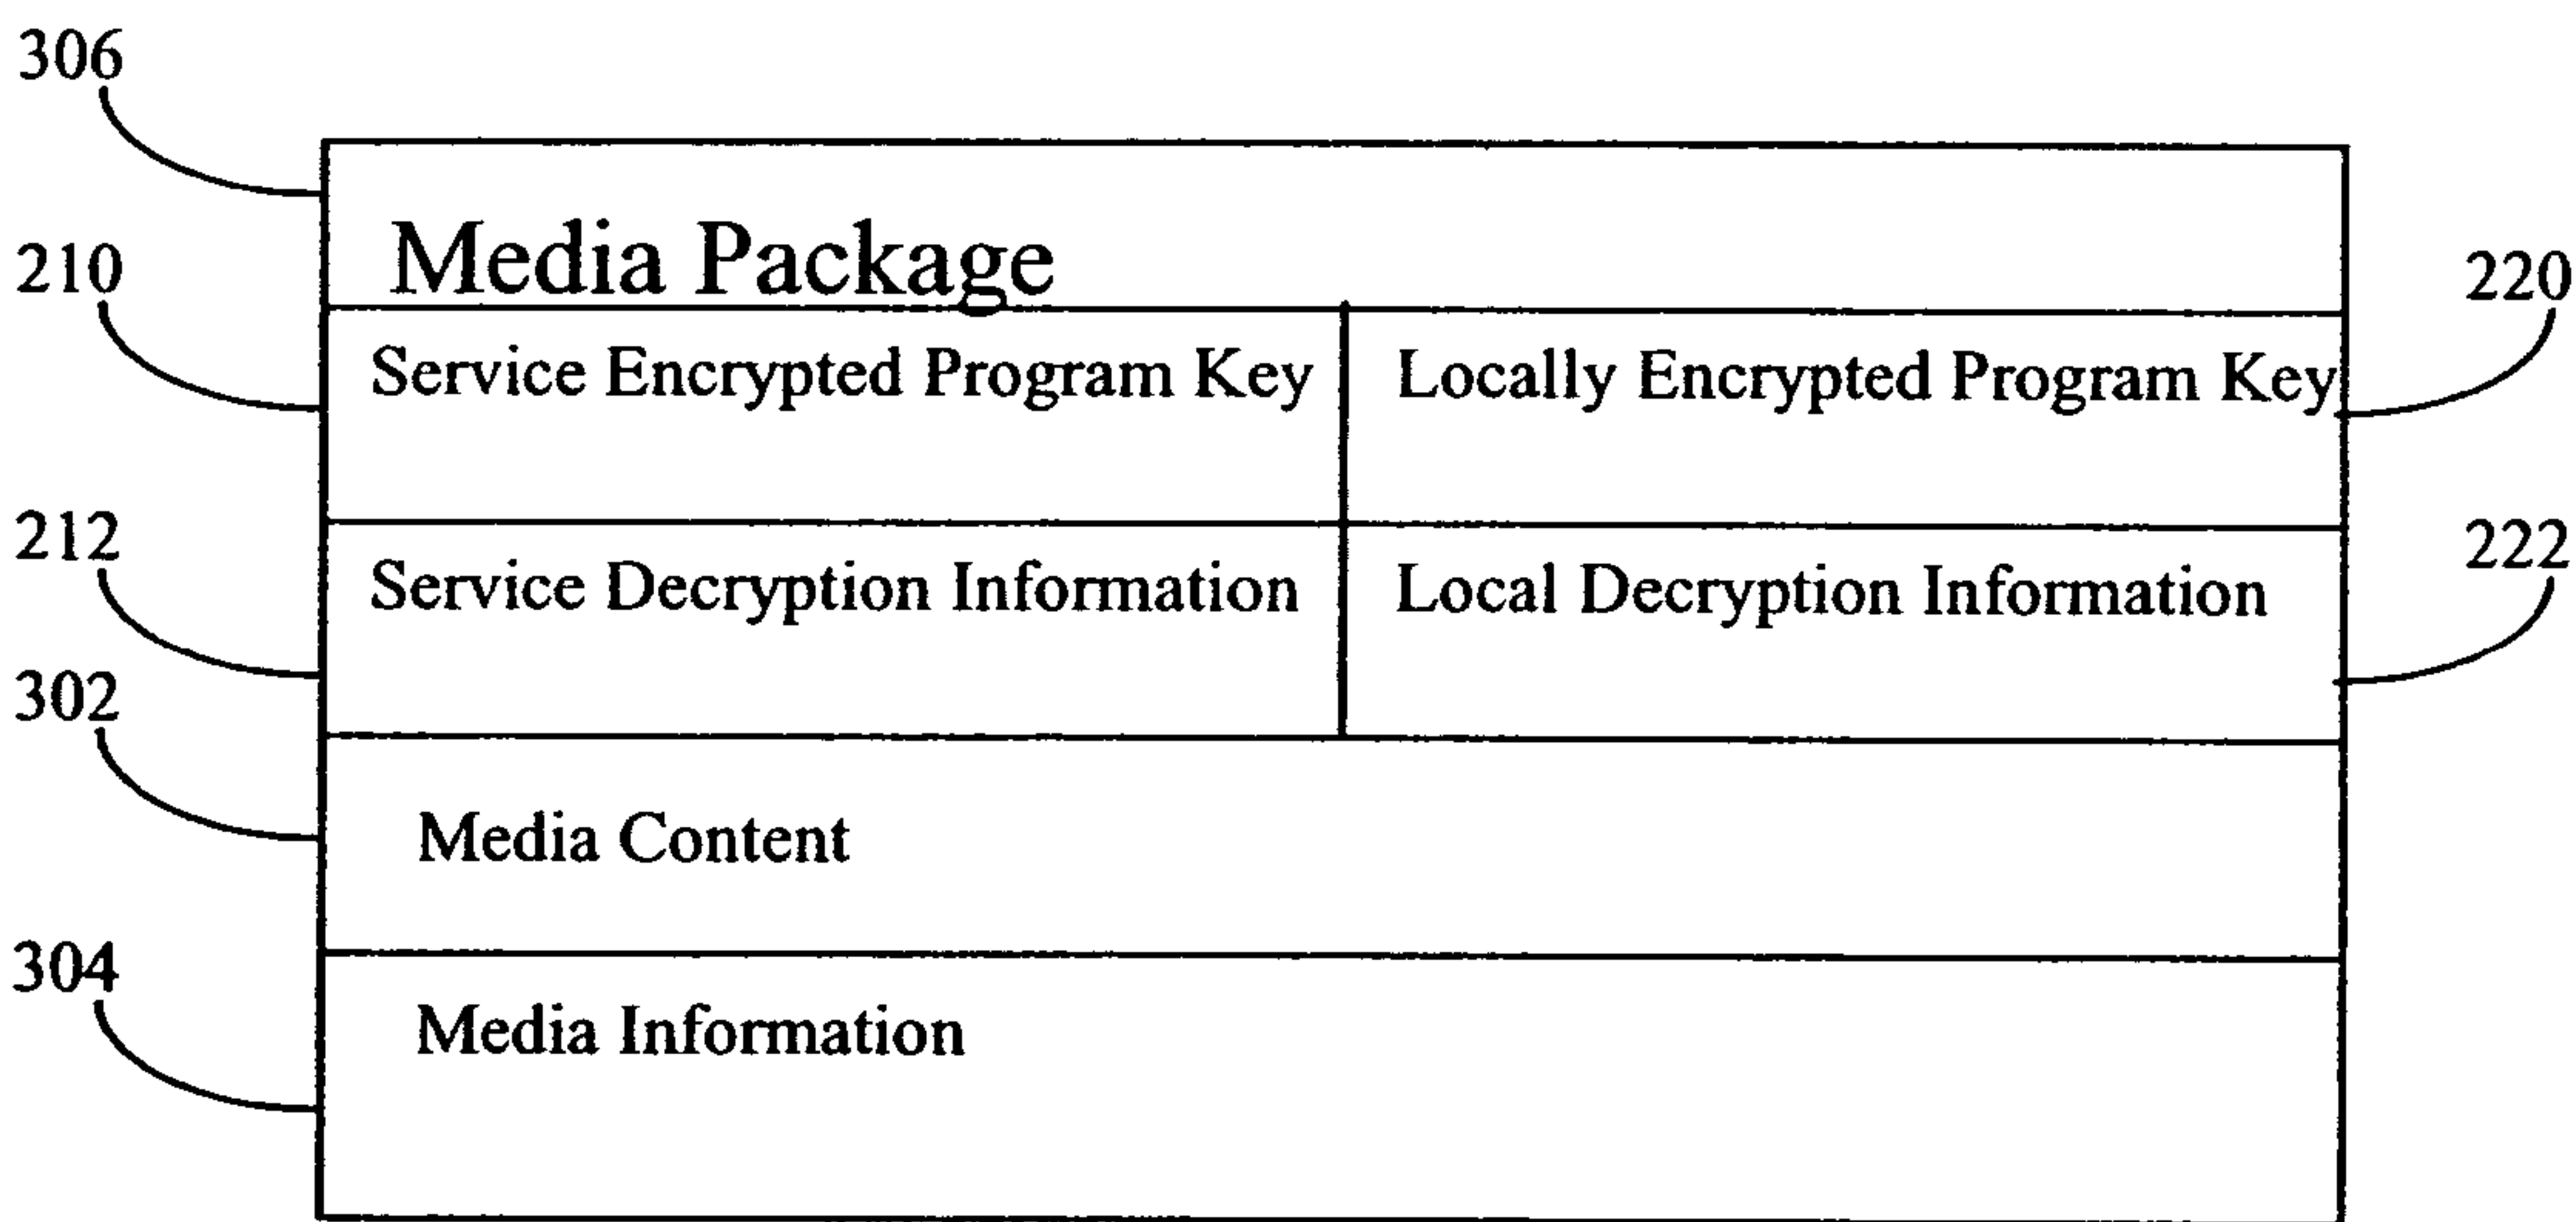 306
Media Package
210
220
Service Encrypted Program Key
Locally Encrypted Program Key
212
222
Service Decryption Information
Local Decryption Information
302
Media Content
304
Media Information